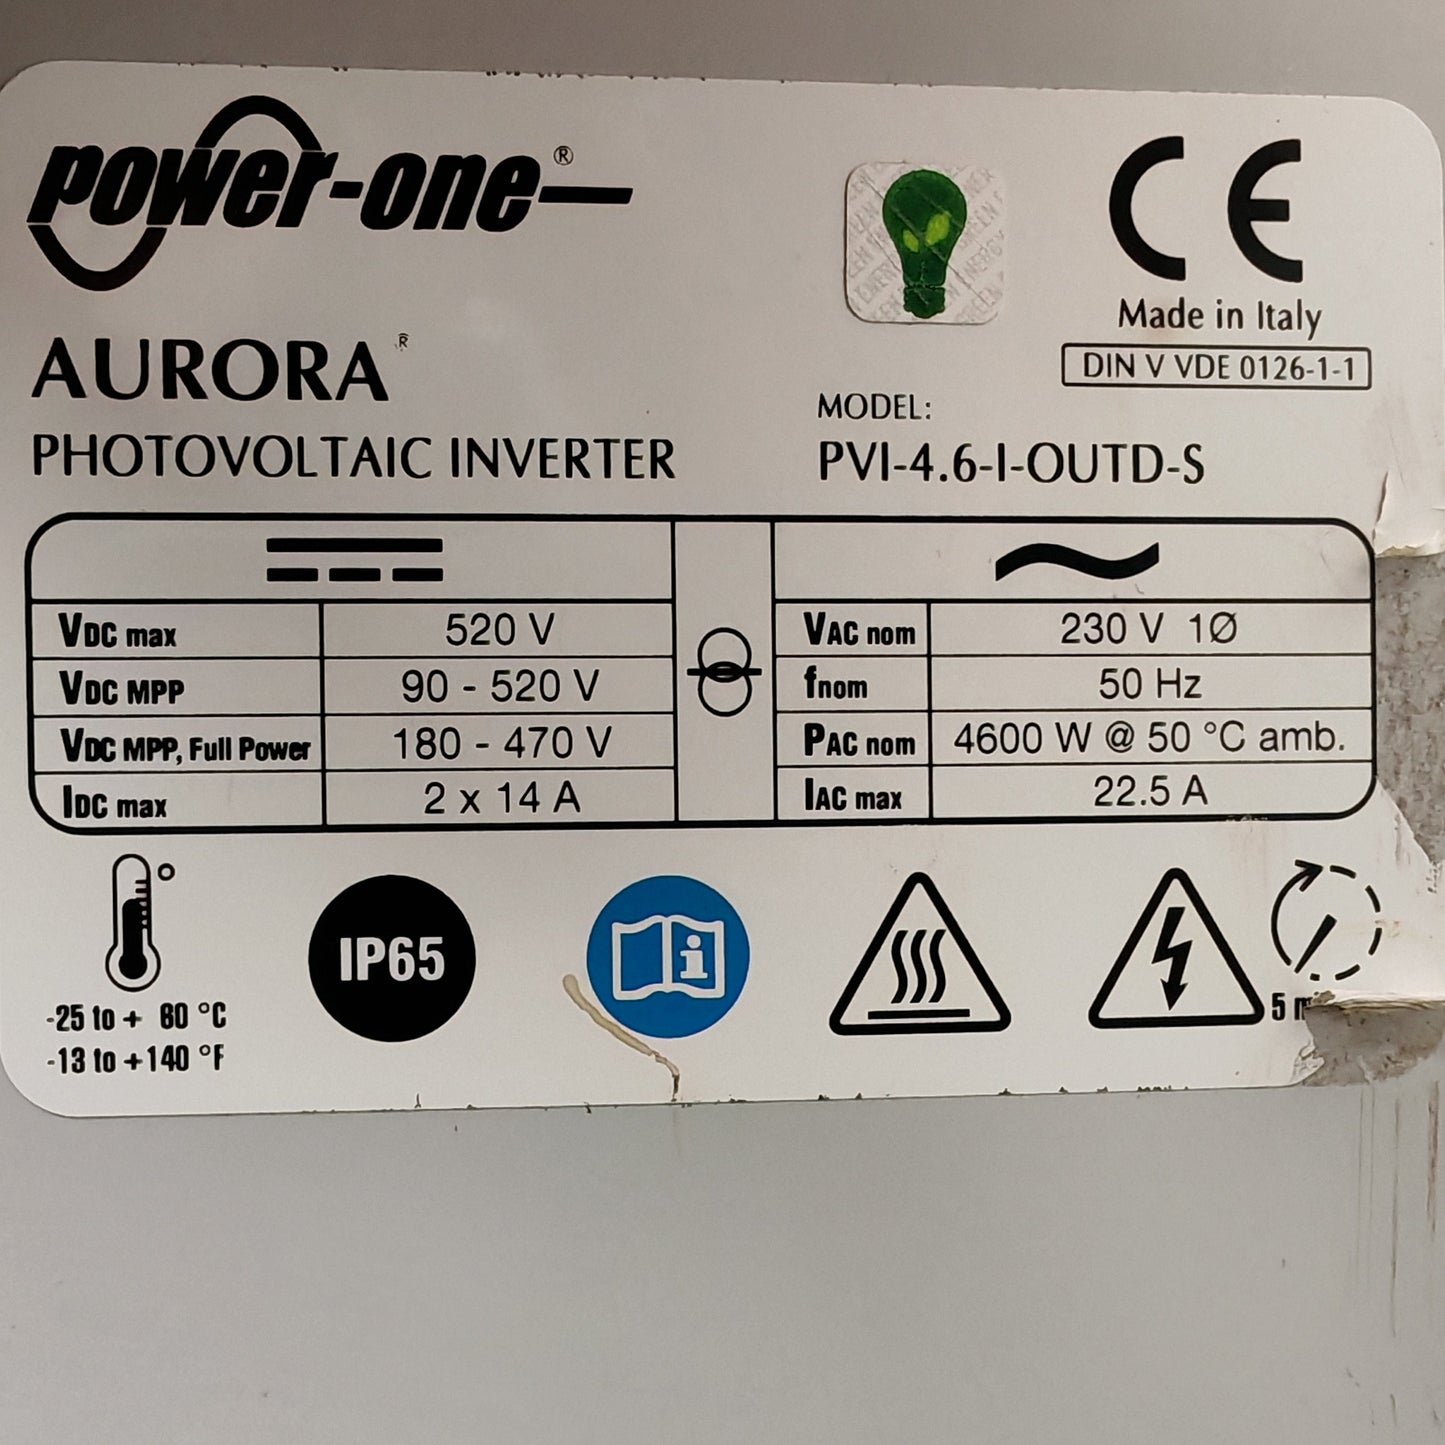 power-one®
AURORA®
PHOTOVOLTAIC INVERTER
CE
Made in Italy
DIN V VDE 0126-1-1
MODEL:
PVI-4.6-I-OUTD-S
VDC max 520 V
VDC MPP 90 - 520 V
VDC MPP, Full Power 180 - 470 V
IDC max 2 x 14 A
VAC nom 230 V 1Ø
fnom 50 Hz
PAC nom 4600 W @ 50 °C amb.
IAC max 22.5 A
-25 to + 60 °C
-13 to +140 °F
IP65
i
5